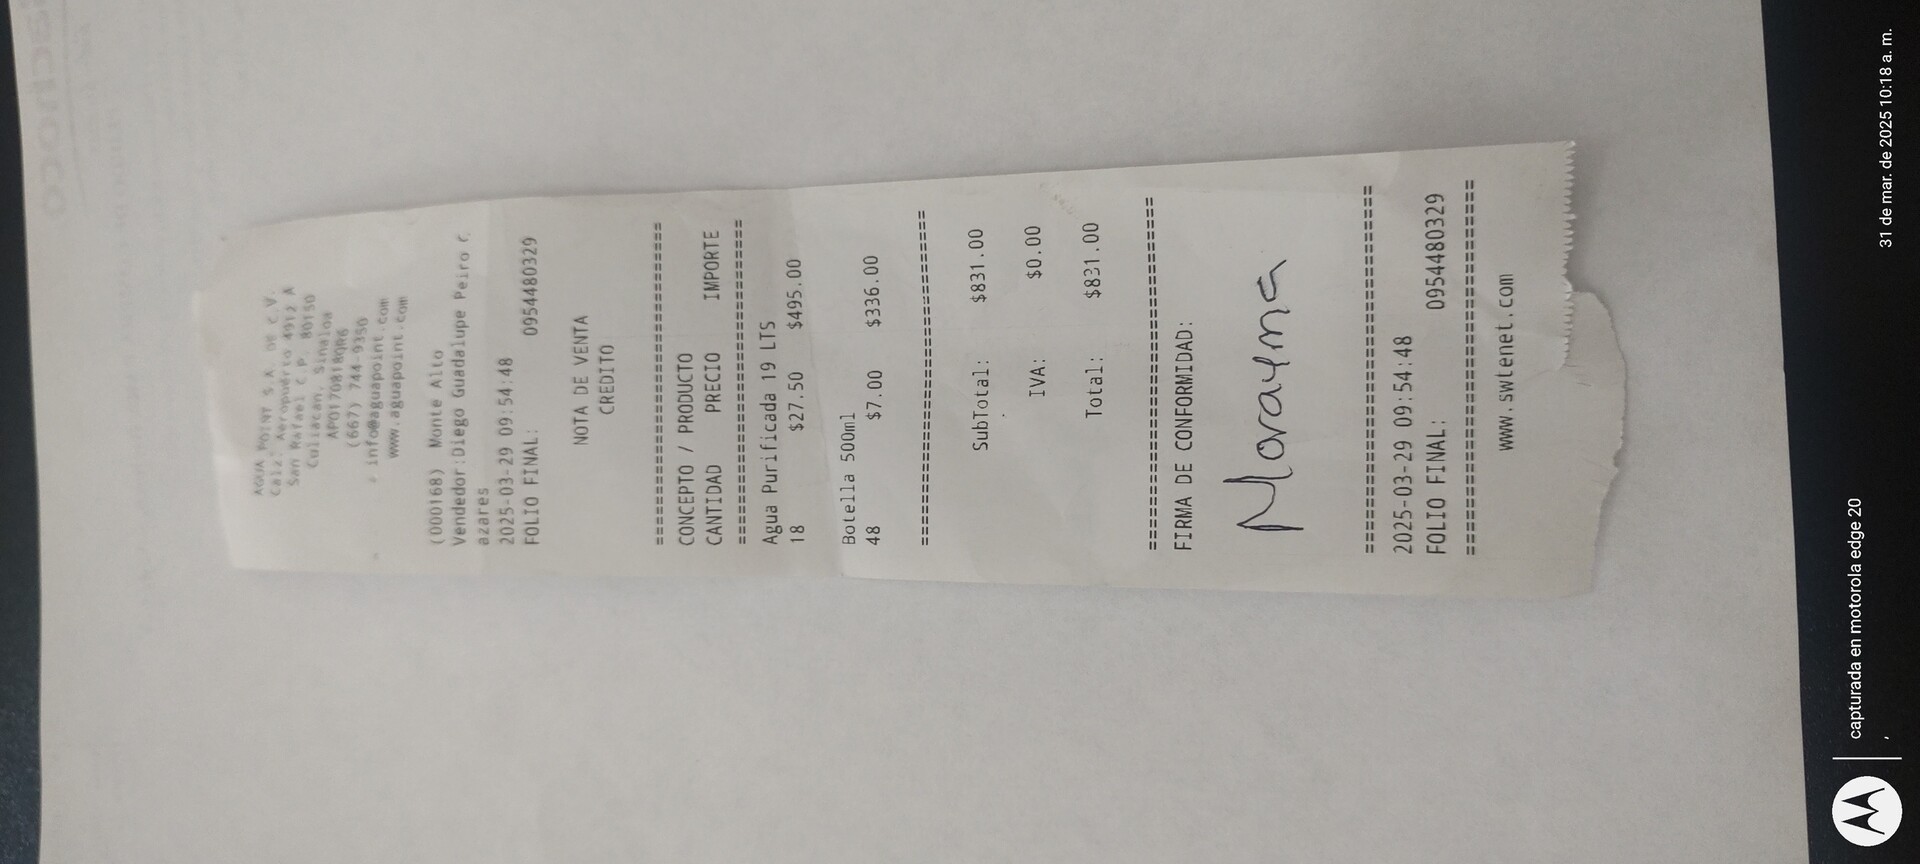 AGUA POINT S.A DE C.V.
Calz. Aeropuerto 4912 A
San Rafael C.P. 80150
Culiacan, Sinaloa
(667) 744-9350
info@aguapoint.com
www.aguapoint.com
(000168) Monte Alto
Vendedor:Diego Guadalupe Peiro C
azares
2025-03-29 09:54:48
FOLIO FINAL: 0954480329
NOTA DE VENTA
CREDITO
==================================
CONCEPTO / PRODUCTO
CANTIDAD PRECIO IMPORTE
==================================
Agua Purificada 19 LTS
18 $27.50 $495.00
Botella 500ml
48 $7.00 $336.00
==================================
SubTotal: $831.00
IVA: $0.00
Total: $831.00
==================================
FIRMA DE CONFORMIDAD:
Norayma
==================================
2025-03-29 09:54:48
FOLIO FINAL: 0954480329
==================================
www.swtenet.com
capturada en motorola edge 20
31 de mar. de 2025 10:18 a. m.